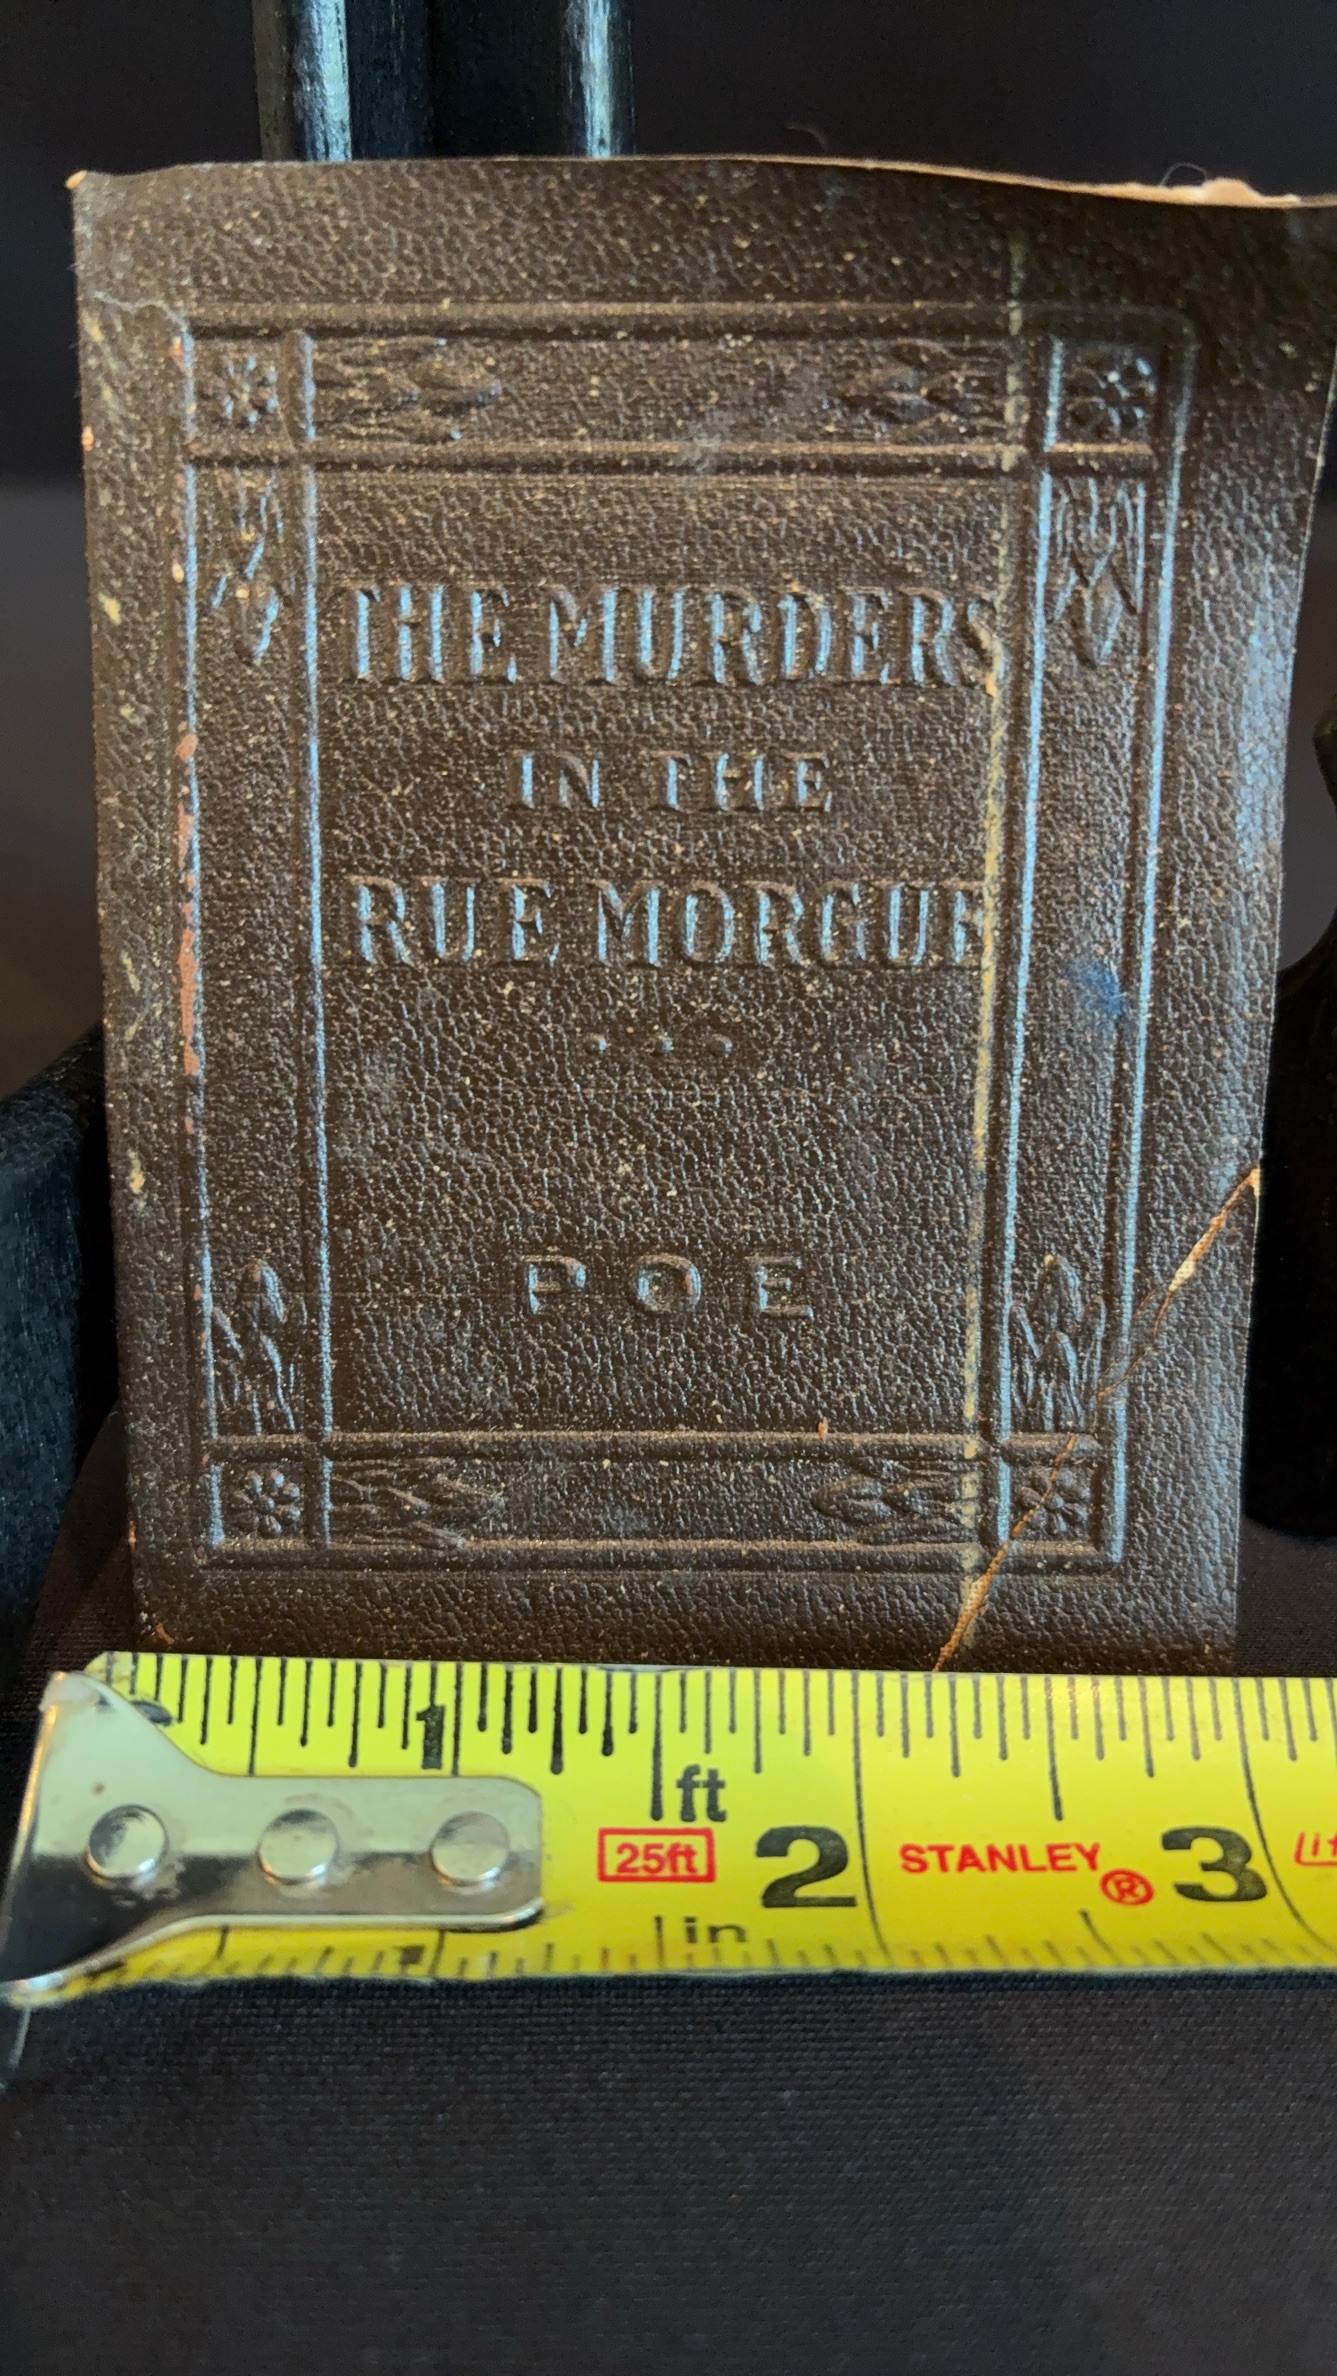 THE MURDERS
IN THE
RUE MORGUE
POE
1
ft
25ft 2 STANLEY® 3
in